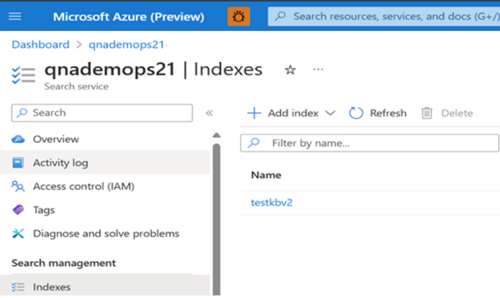 Microsoft Azure (Preview)
Search resources, services, and docs (G+/)
Dashboard > qnademops21
qnademops21 | Indexes ☆ ...
Search service
Search
«
+ Add index
Refresh
Delete
Overview
Activity log
Access control (IAM)
Tags
Diagnose and solve problems
Search management
Indexes
Filter by name...
Name
testkbv2